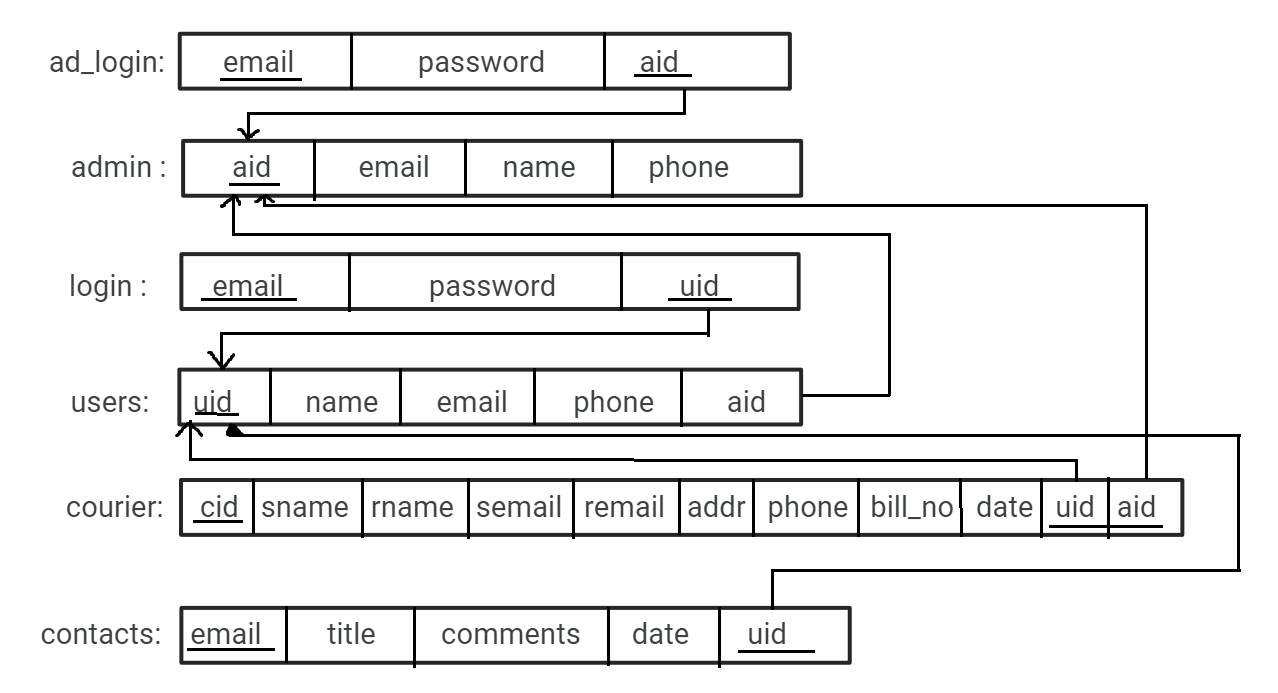 ad_login: email password aid
admin : aid email name phone
login : email password uid
users: uid name email phone aid
courier: cid sname rname semail remail addr phone bill_no date uid aid
contacts: email title comments date uid